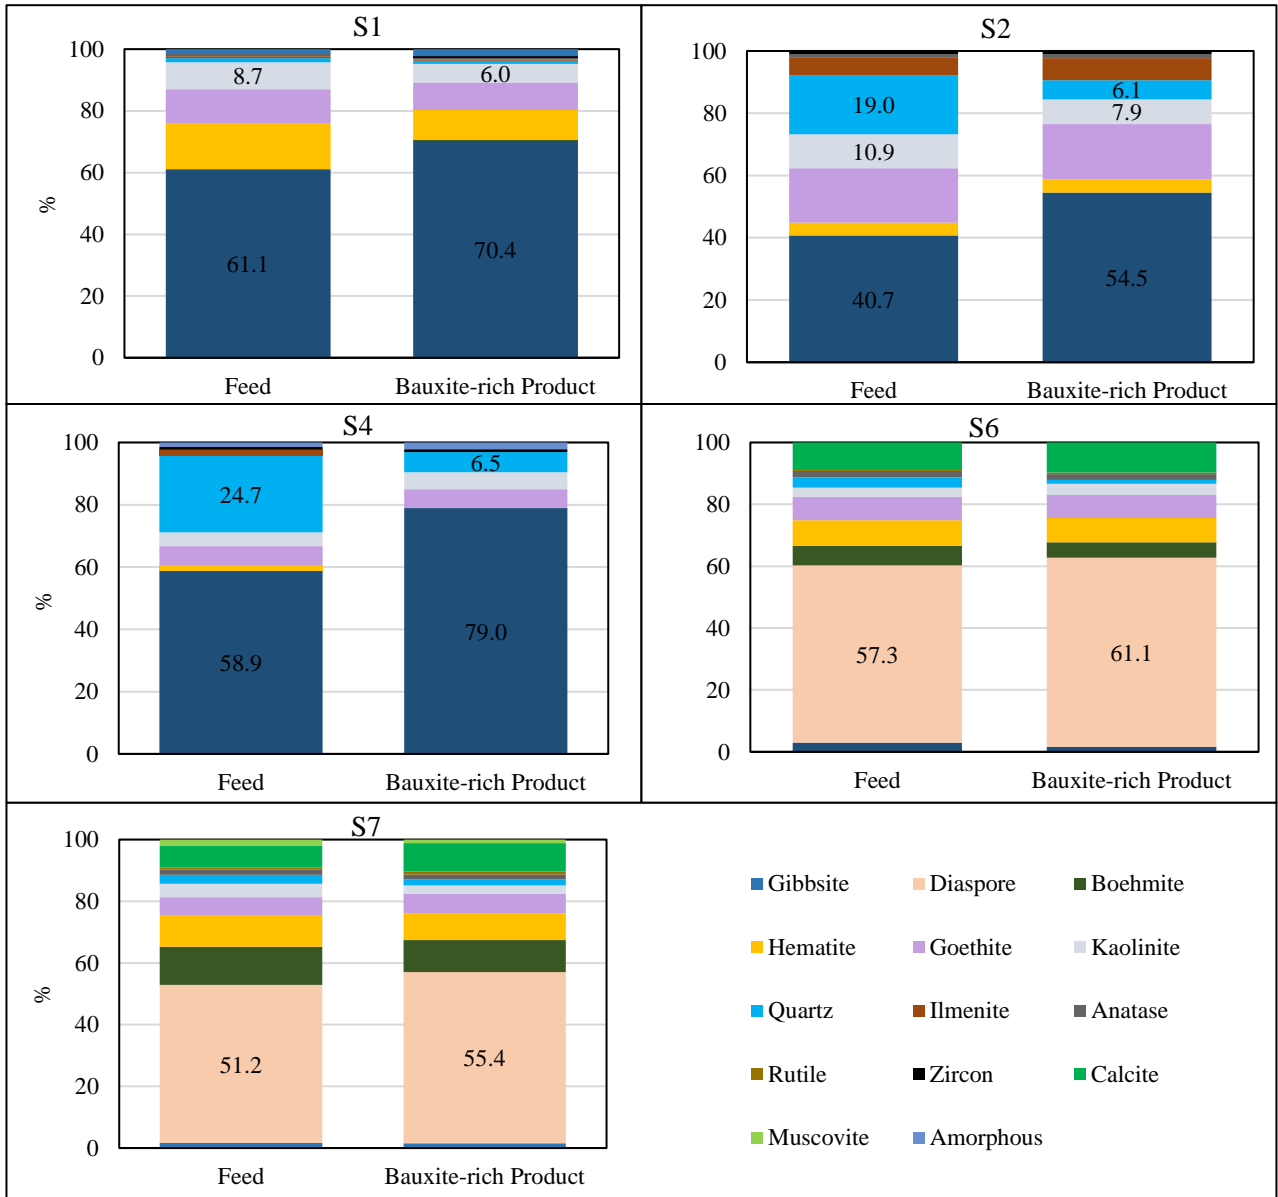 S1
100
80
60
40
20
0
%
8.7
61.1
6.0
70.4
Feed
Bauxite-rich Product
S2
100
80
60
40
20
0
19.0
10.9
40.7
6.1
7.9
54.5
Feed
Bauxite-rich Product
S4
100
80
60
40
20
0
%
24.7
58.9
6.5
79.0
Feed
Bauxite-rich Product
S6
100
80
60
40
20
0
57.3
61.1
Feed
Bauxite-rich Product
S7
100
80
60
40
20
0
%
51.2
55.4
Feed
Bauxite-rich Product
Gibbsite Diaspore Boehmite
Hematite Goethite Kaolinite
Quartz Ilmenite Anatase
Rutile Zircon Calcite
Muscovite Amorphous